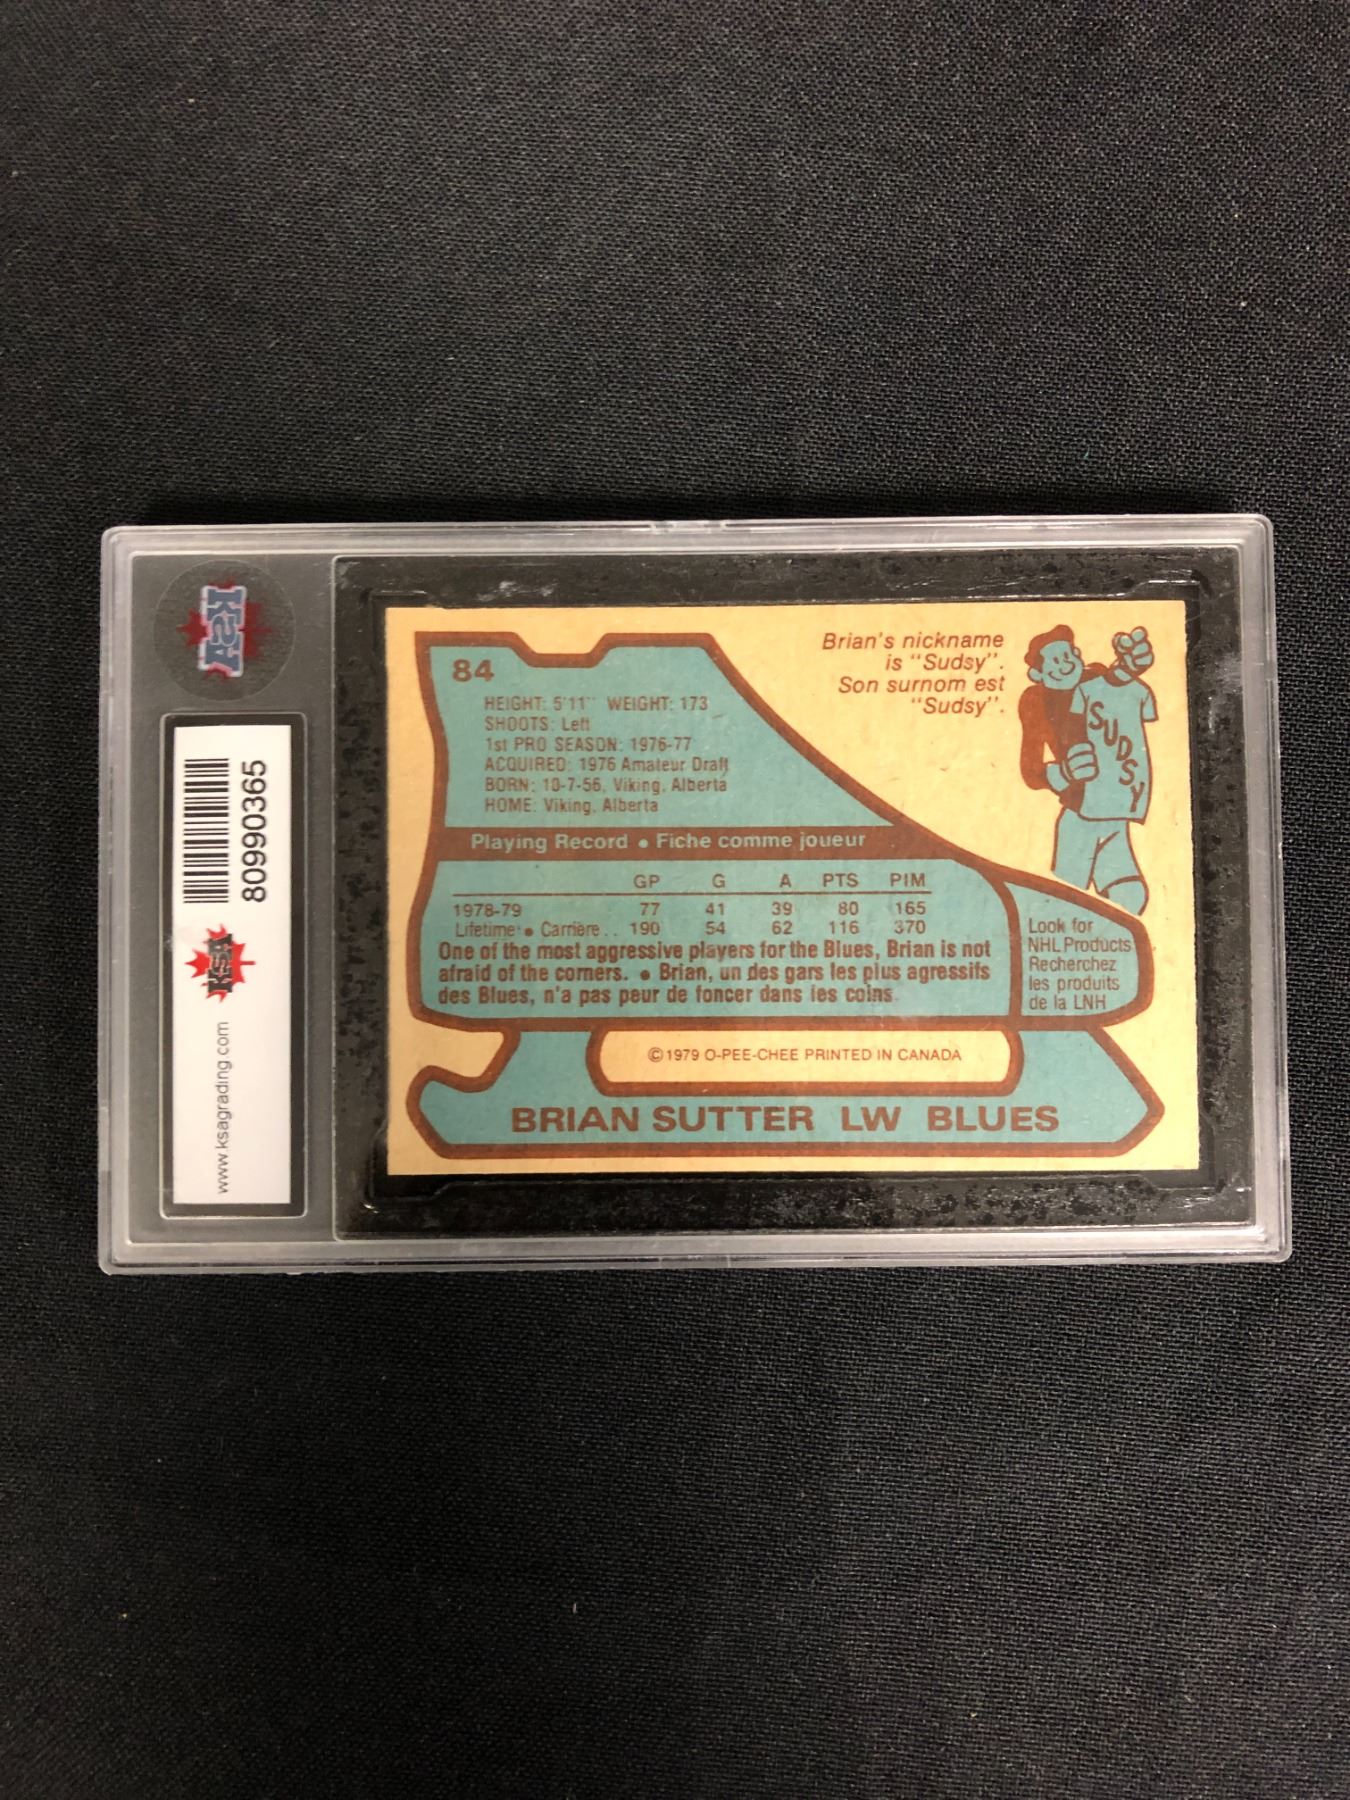 KSA
80990365
KSA
www.ksagrading.com
84
HEIGHT: 5'11" WEIGHT: 173
SHOOTS: Left
1st PRO SEASON: 1976-77
ACQUIRED: 1976 Amateur Draft
BORN: 10-7-56, Viking, Alberta
HOME: Viking, Alberta
Brian's nickname
is "Sudsy".
Son surnom est
"Sudsy".
SUDSY
Playing Record • Fiche comme joueur
GP G A PTS PIM
1978-79 77 41 39 80 165
Lifetime • Carrière .. 190 54 62 116 370
One of the most aggressive players for the Blues, Brian is not
afraid of the corners. • Brian, un des gars les plus agressifs
des Blues, n'a pas peur de foncer dans les coins.
Look for
NHL Products
Recherchez
les produits
de la LNH
©1979 O-PEE-CHEE PRINTED IN CANADA
BRIAN SUTTER LW BLUES